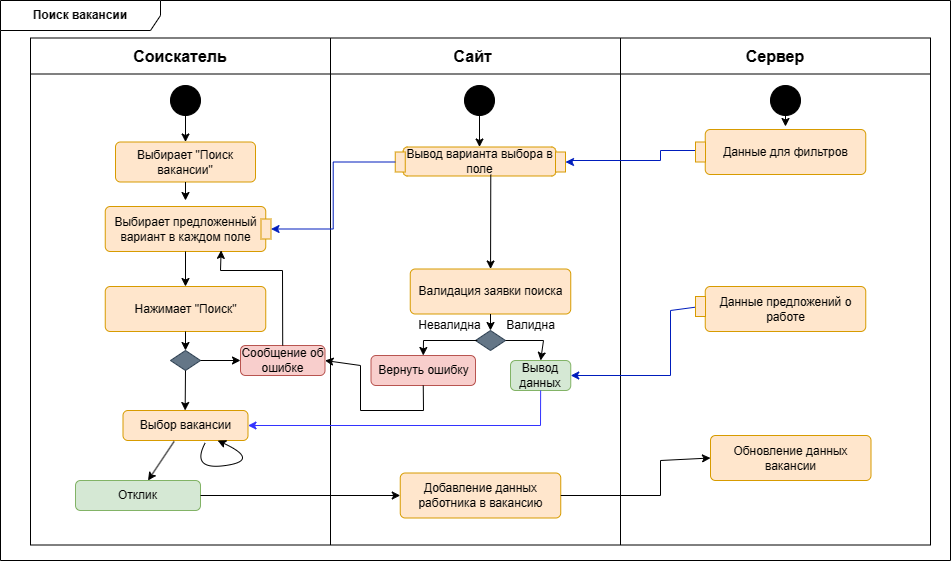 Поиск вакансии
Соискатель
Сайт
Сервер
Выбирает "Поиск
вакансии"
Вывод варианта выбора в
поле
Данные для фильтров
Выбирает предложенный
вариант в каждом поле
Нажимает "Поиск"
Валидация заявки поиска
Данные предложений о
работе
Невалидна
Валидна
Сообщение об
ошибке
Вернуть ошибку
Вывод
данных
Выбор вакансии
Обновление данных
вакансии
Отклик
Добавление данных
работника в вакансию